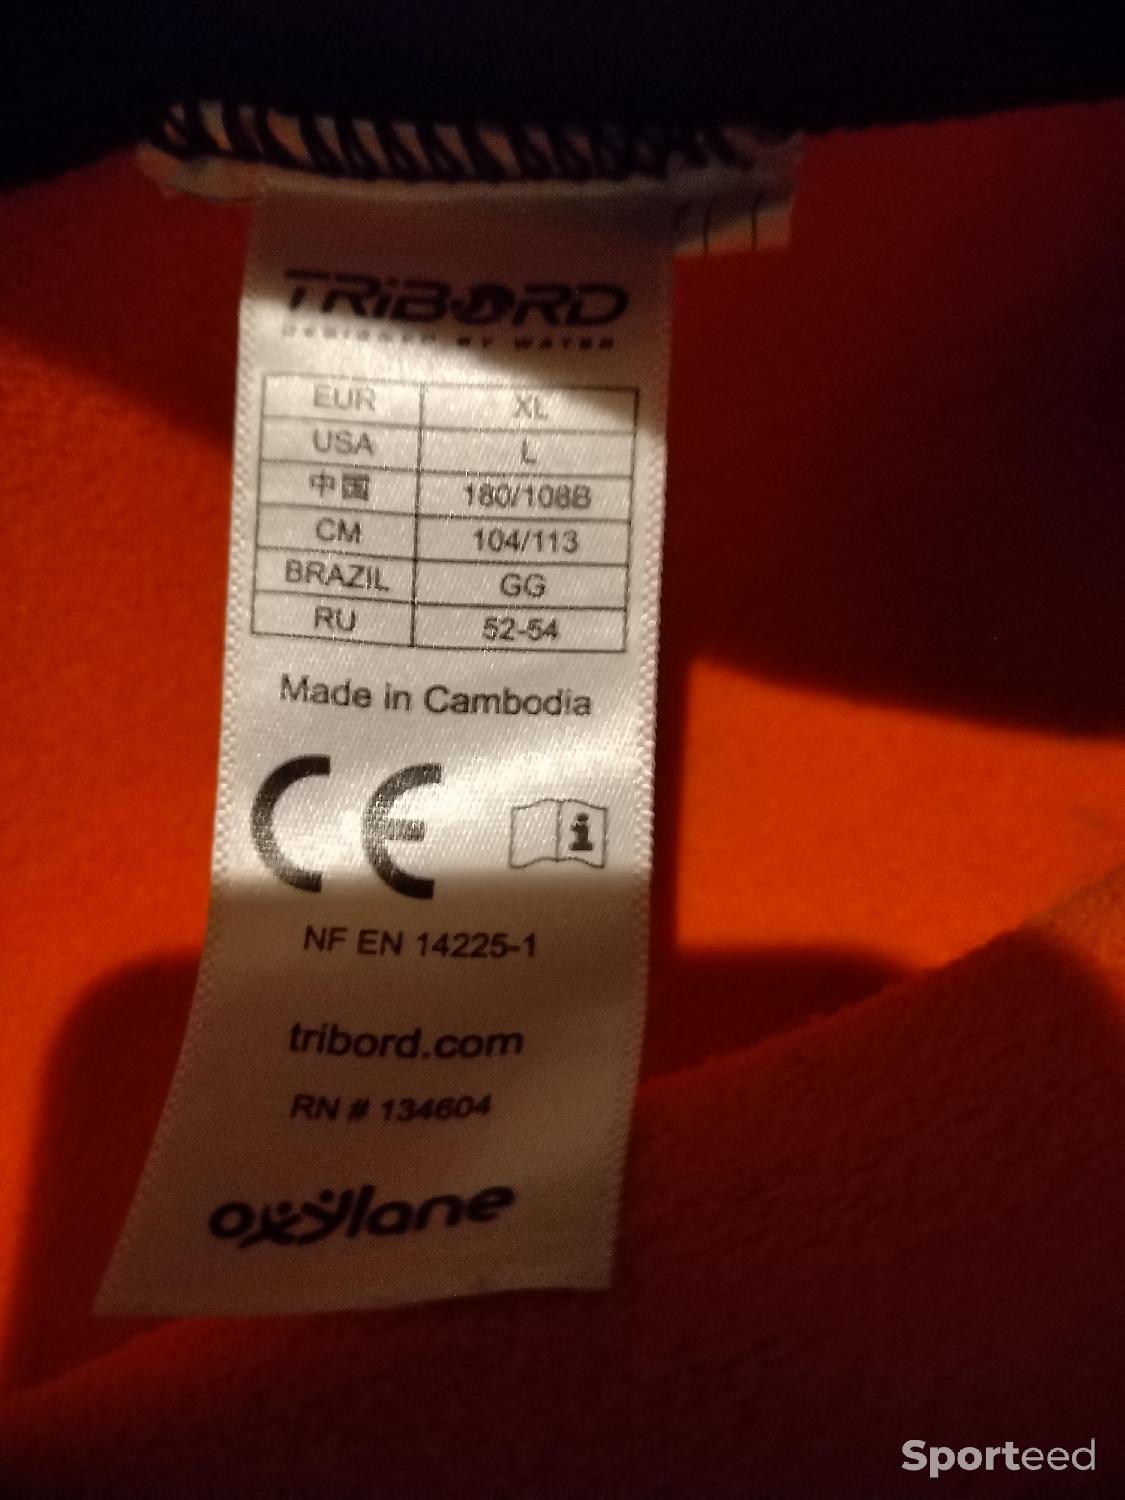 TRiBORD
DESIGNED BY WATER
EUR XL
USA L
中国 180/108B
CM 104/113
BRAZIL GG
RU 52-54
Made in Cambodia
CE
i
NF EN 14225-1
tribord.com
RN # 134604
oxylane
Sporteed